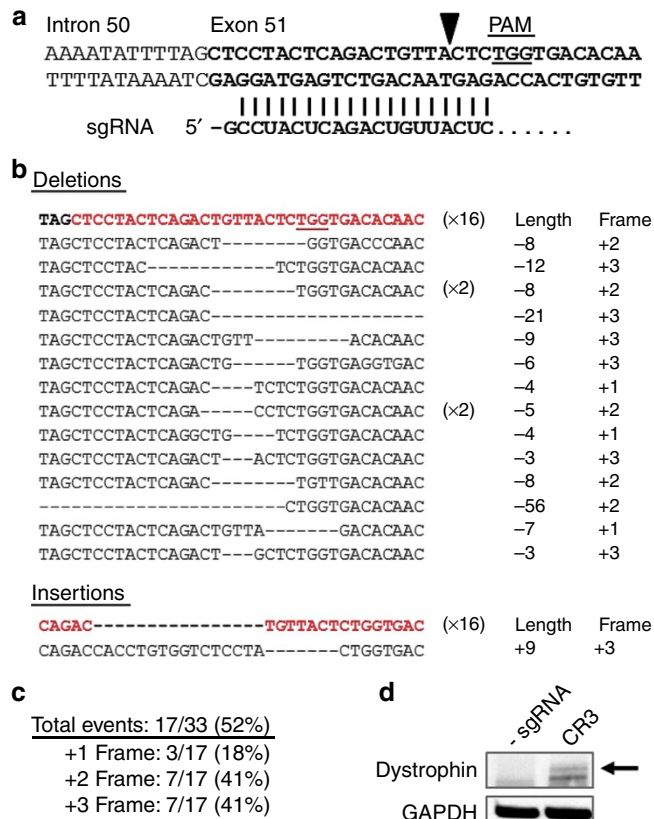 a
Intron 50 Exon 51 PAM
AAAATATTTTAGCTCCTACTCAGACTGTTACTCTGGTGACACAA
TTTTATAAAATCGAGGATGAGTCTGACAATGAGACCACTGTGTT
sgRNA 5′ -GCCUACUCAGACUGUUACUC......
b
Deletions
TAGCTCCTACTCAGACTGTTACTCTGGTGACACAAC (×16) Length Frame
TAGCTCCTACTCAGACT--------GGTGACCCAAC −8 +2
TAGCTCCTAC------------TCTGGTGACACAAC −12 +3
TAGCTCCTACTCAGAC--------TGGTGACACAAC (×2) −8 +2
TAGCTCCTACTCAGAC-------------------- −21 +3
TAGCTCCTACTCAGACTGTT---------ACACAAC −9 +3
TAGCTCCTACTCAGACTG------TGGTGAGGTGAC −6 +3
TAGCTCCTACTCAGAC----TCTCTGGTGACACAAC −4 +1
TAGCTCCTACTCAGA-----CCTCTGGTGACACAAC (×2) −5 +2
TAGCTCCTACTCAGGCTG----TCTGGTGACACAAC −4 +1
TAGCTCCTACTCAGACT---ACTCTGGTGACACAAC −3 +3
TAGCTCCTACTCAGAC--------TGTTGACACAAC −8 +2
-----------------------CTGGTGACACAAC −56 +2
TAGCTCCTACTCAGACTGTTA-------GACACAAC −7 +1
TAGCTCCTACTCAGACT---GCTCTGGTGACACAAC −3 +3
Insertions
CAGAC----------------TGTTACTCTGGTGAC (×16) Length Frame
CAGACCACCTGTGGTCTCCTA-------CTGGTGAC +9 +3
c
Total events: 17/33 (52%)
+1 Frame: 3/17 (18%)
+2 Frame: 7/17 (41%)
+3 Frame: 7/17 (41%)
d
- sgRNA CR3
Dystrophin
GAPDH